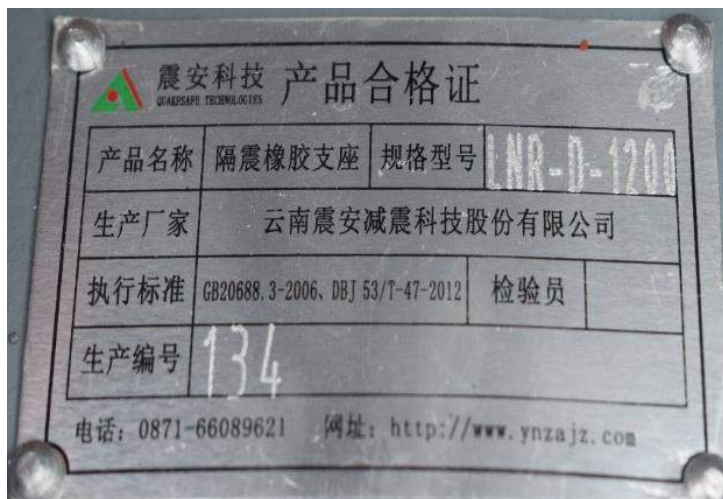 震安科技 产品合格证
QUAKESAFE TECHNOLOGIES
产品名称 隔震橡胶支座 规格型号 LNR-D-1200
生产厂家 云南震安减震科技股份有限公司
执行标准 GB20688.3-2006、DBJ 53/T-47-2012 检验员
生产编号 134
电话：0871-66089621 网址：http://www.ynzajz.com